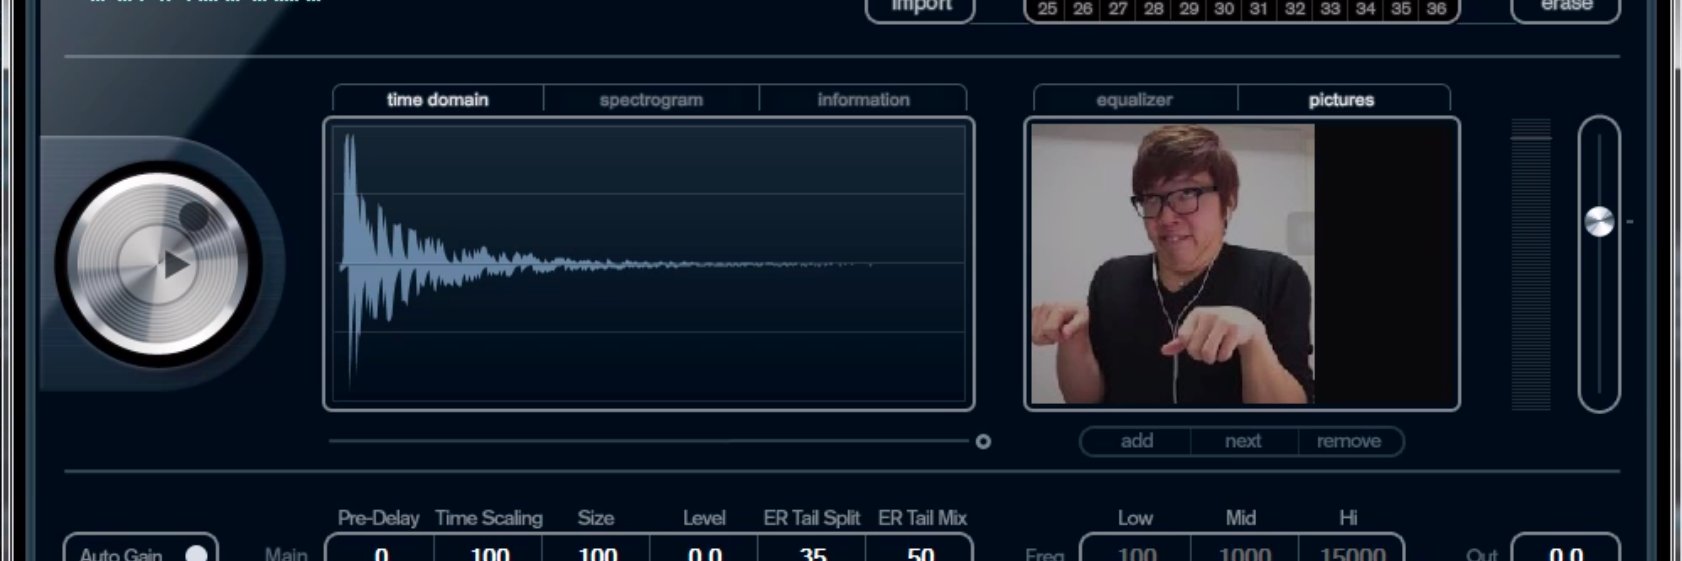 import
25 26 27 28 29 30 31 32 33 34 35 36
erase
time domain spectrogram information
equalizer pictures
add next remove
Pre-Delay Time Scaling Size Level ER Tail Split ER Tail Mix
Low Mid Hi
Auto Gain
Main 0 100 100 0.0 35 50
Freq 100 1000 15000
Out 0.0